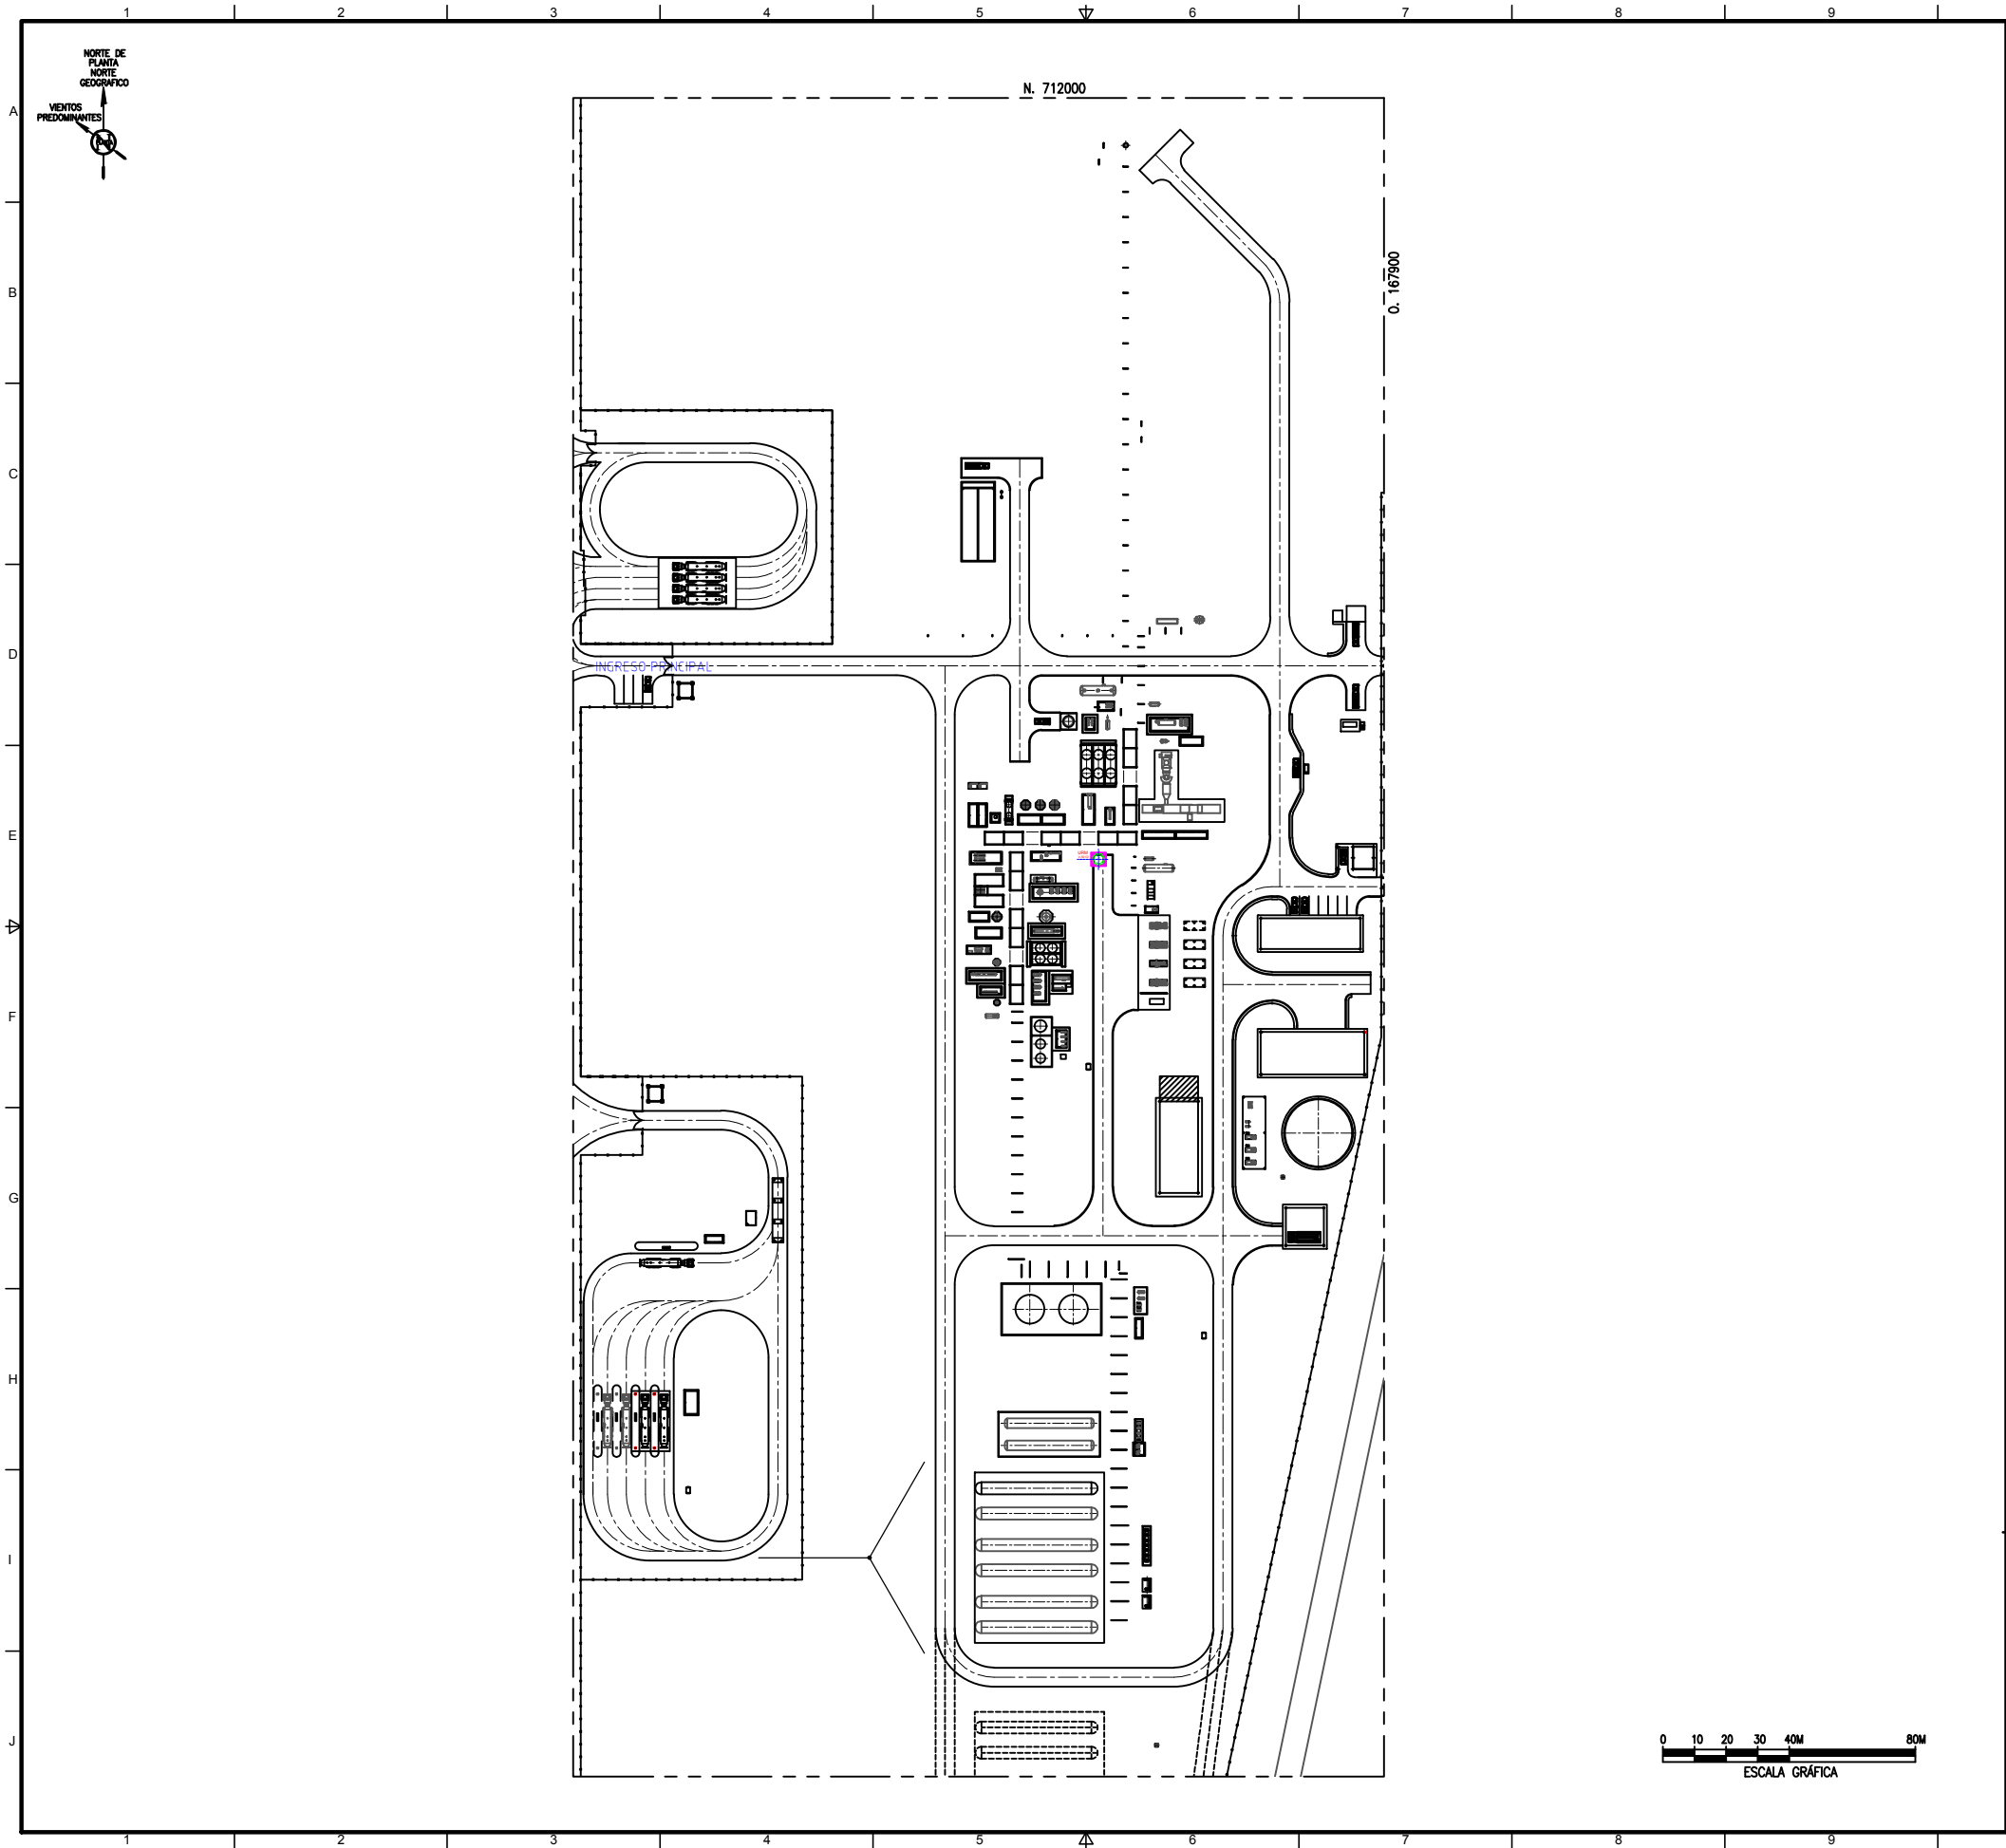 1 2 3 4 5 6 7 8 9
NORTE DE
PLANTA
NORTE
GEOGRAFICO
VIENTOS
PREDOMINANTES
N. 712000
O. 167900
A
B
C
D
E
F
G
H
I
J
INGRESO PRINCIPAL
0 10 20 30 40M 80M
ESCALA GRÁFICA
1 2 3 4 5 6 7 8 9